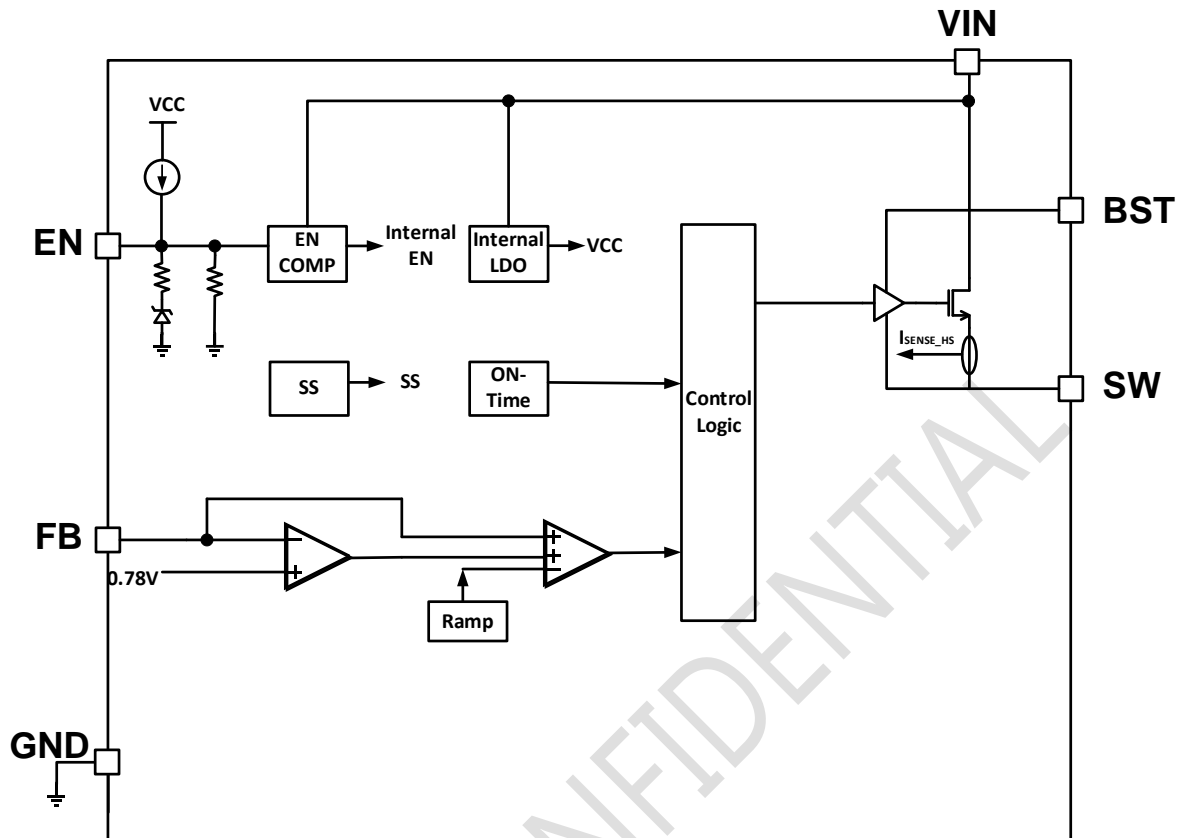 VIN
VCC
BST
EN
EN
COMP
Internal
EN
Internal
LDO
VCC
ISENSE_HS
SS
SS
ON-
Time
Control
Logic
SW
FB
0.78V
Ramp
GND
NFIDENTIAL